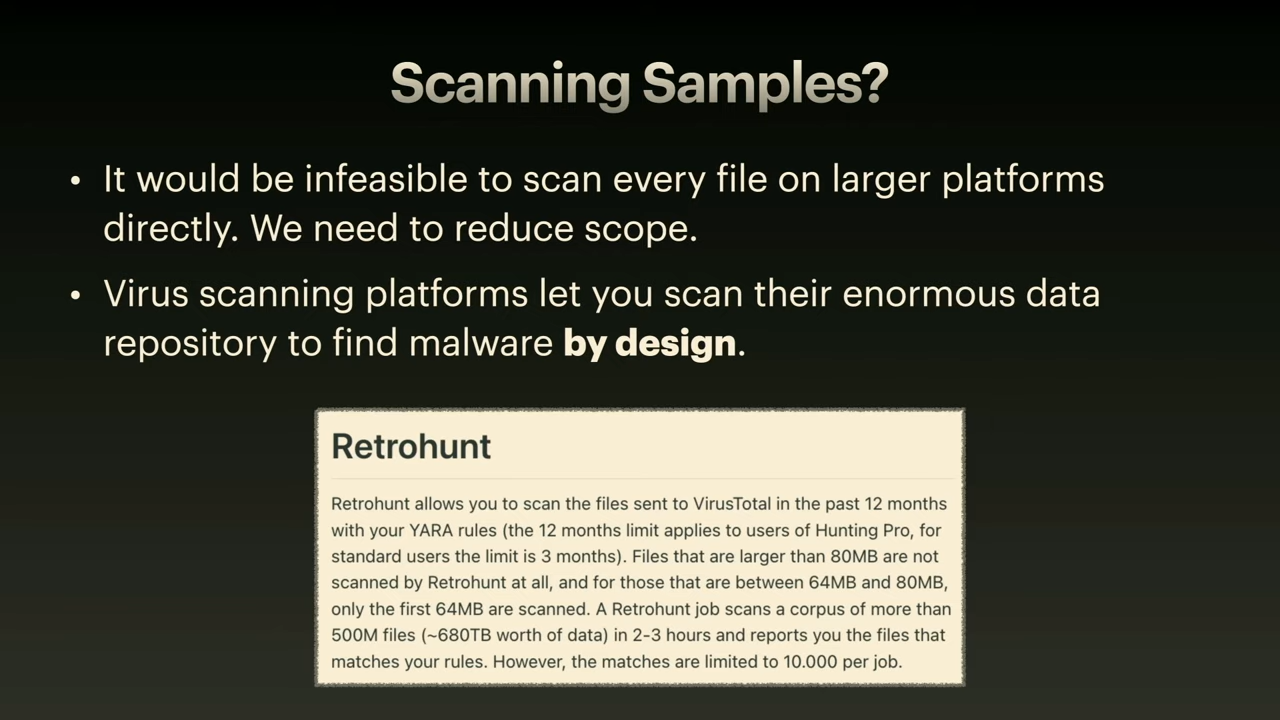 Scanning Samples?
• It would be infeasible to scan every file on larger platforms
directly. We need to reduce scope.
• Virus scanning platforms let you scan their enormous data
repository to find malware by design.
Retrohunt
Retrohunt allows you to scan the files sent to VirusTotal in the past 12 months
with your YARA rules (the 12 months limit applies to users of Hunting Pro, for
standard users the limit is 3 months). Files that are larger than 80MB are not
scanned by Retrohunt at all, and for those that are between 64MB and 80MB,
only the first 64MB are scanned. A Retrohunt job scans a corpus of more than
500M files (~680TB worth of data) in 2-3 hours and reports you the files that
matches your rules. However, the matches are limited to 10.000 per job.